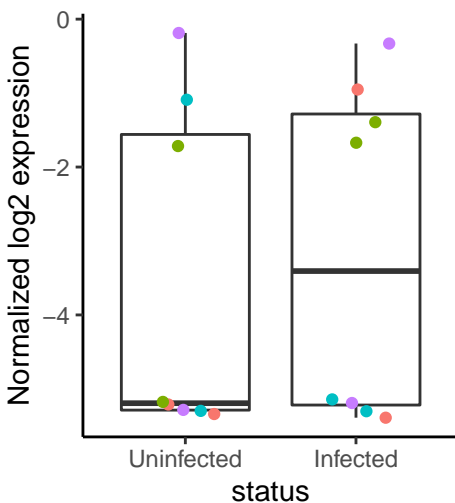 Normalized log2 expression
0
−2
−4
Uninfected
Infected
status